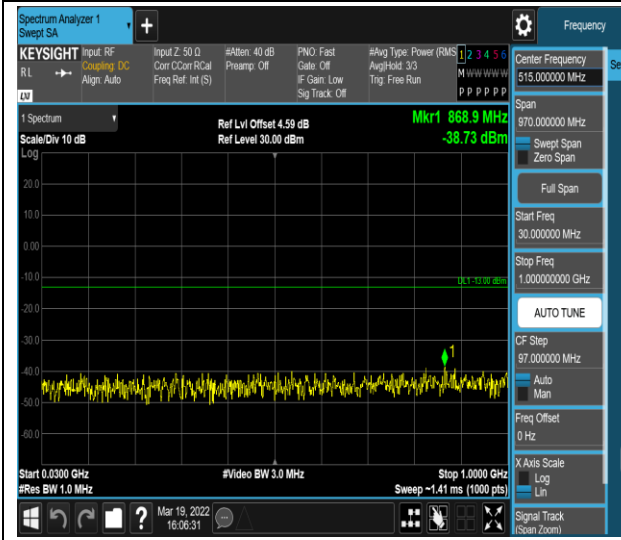 Spectrum Analyzer 1
Swept SA
+
Frequency
KEYSIGHT
RL
LXI
Input: RF
Coupling: DC
Align: Auto
Input Z: 50 Ω
Corr CCorr RCal
Freq Ref: Int (S)
#Atten: 40 dB
Preamp: Off
PNO: Fast
Gate: Off
IF Gain: Low
Sig Track: Off
#Avg Type: Power (RMS
Avg|Hold: 3/3
Trig: Free Run
1 2 3 4 5 6
M W W W W W
P P P P P P
1 Spectrum
Scale/Div 10 dB
Ref Lvl Offset 4.59 dB
Ref Level 30.00 dBm
Mkr1 868.9 MHz
-38.73 dBm
Log
20.0
10.0
0.00
-10.0
DL1 -13.00 dBm
-20.0
-30.0
1
-40.0
-50.0
-60.0
Start 0.0300 GHz
#Res BW 1.0 MHz
#Video BW 3.0 MHz
Stop 1.0000 GHz
Sweep ~1.41 ms (1000 pts)
?
Mar 19, 2022
16:06:31
Center Frequency
515.000000 MHz
Se
Span
970.000000 MHz
Swept Span
Zero Span
Full Span
Start Freq
30.000000 MHz
Stop Freq
1.000000000 GHz
AUTO TUNE
CF Step
97.000000 MHz
Auto
Man
Freq Offset
0 Hz
X Axis Scale
Log
Lin
Signal Track
(Span Zoom)